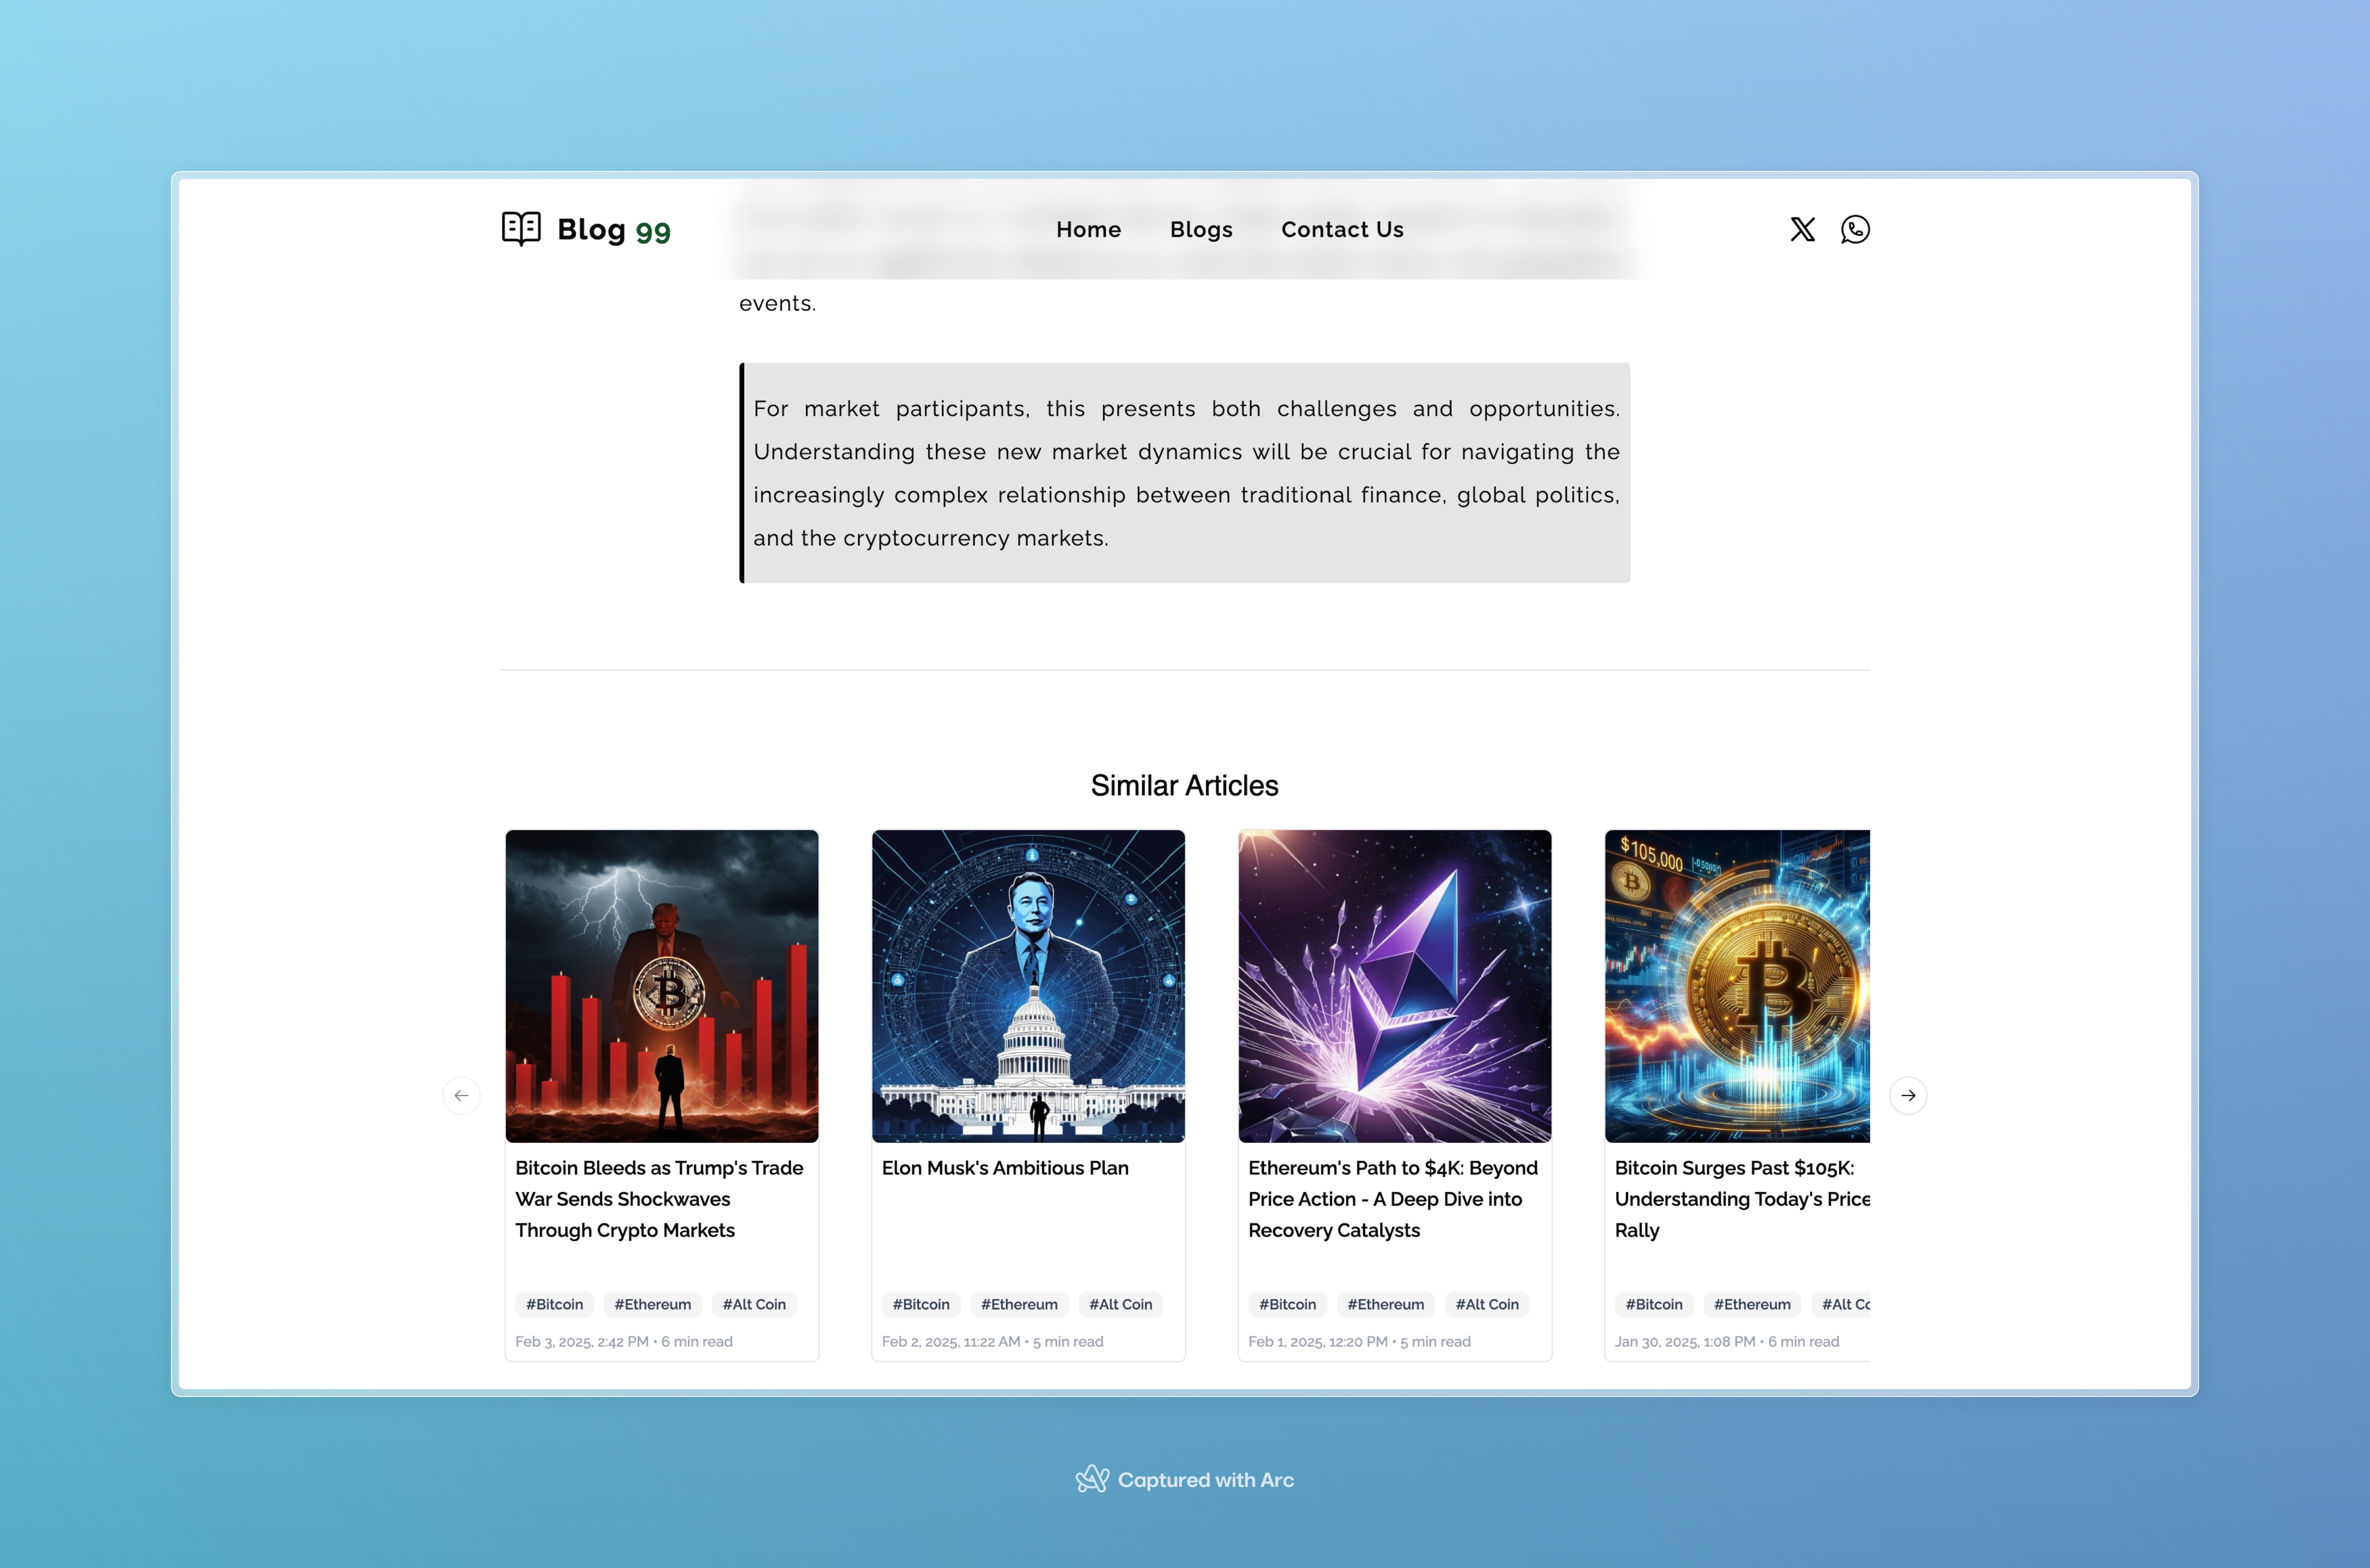 Blog 99
Home
Blogs
Contact Us
events.
For market participants, this presents both challenges and opportunities.
Understanding these new market dynamics will be crucial for navigating the
increasingly complex relationship between traditional finance, global politics,
and the cryptocurrency markets.
Similar Articles
Bitcoin Bleeds as Trump's Trade
War Sends Shockwaves
Through Crypto Markets
#Bitcoin #Ethereum #Alt Coin
Feb 3, 2025, 2:42 PM • 6 min read
Elon Musk's Ambitious Plan
#Bitcoin #Ethereum #Alt Coin
Feb 2, 2025, 11:22 AM • 5 min read
Ethereum's Path to $4K: Beyond
Price Action - A Deep Dive into
Recovery Catalysts
#Bitcoin #Ethereum #Alt Coin
Feb 1, 2025, 12:20 PM • 5 min read
$105,000
Bitcoin Surges Past $105K:
Understanding Today's Price
Rally
#Bitcoin #Ethereum #Alt Co
Jan 30, 2025, 1:08 PM • 6 min read
Captured with Arc